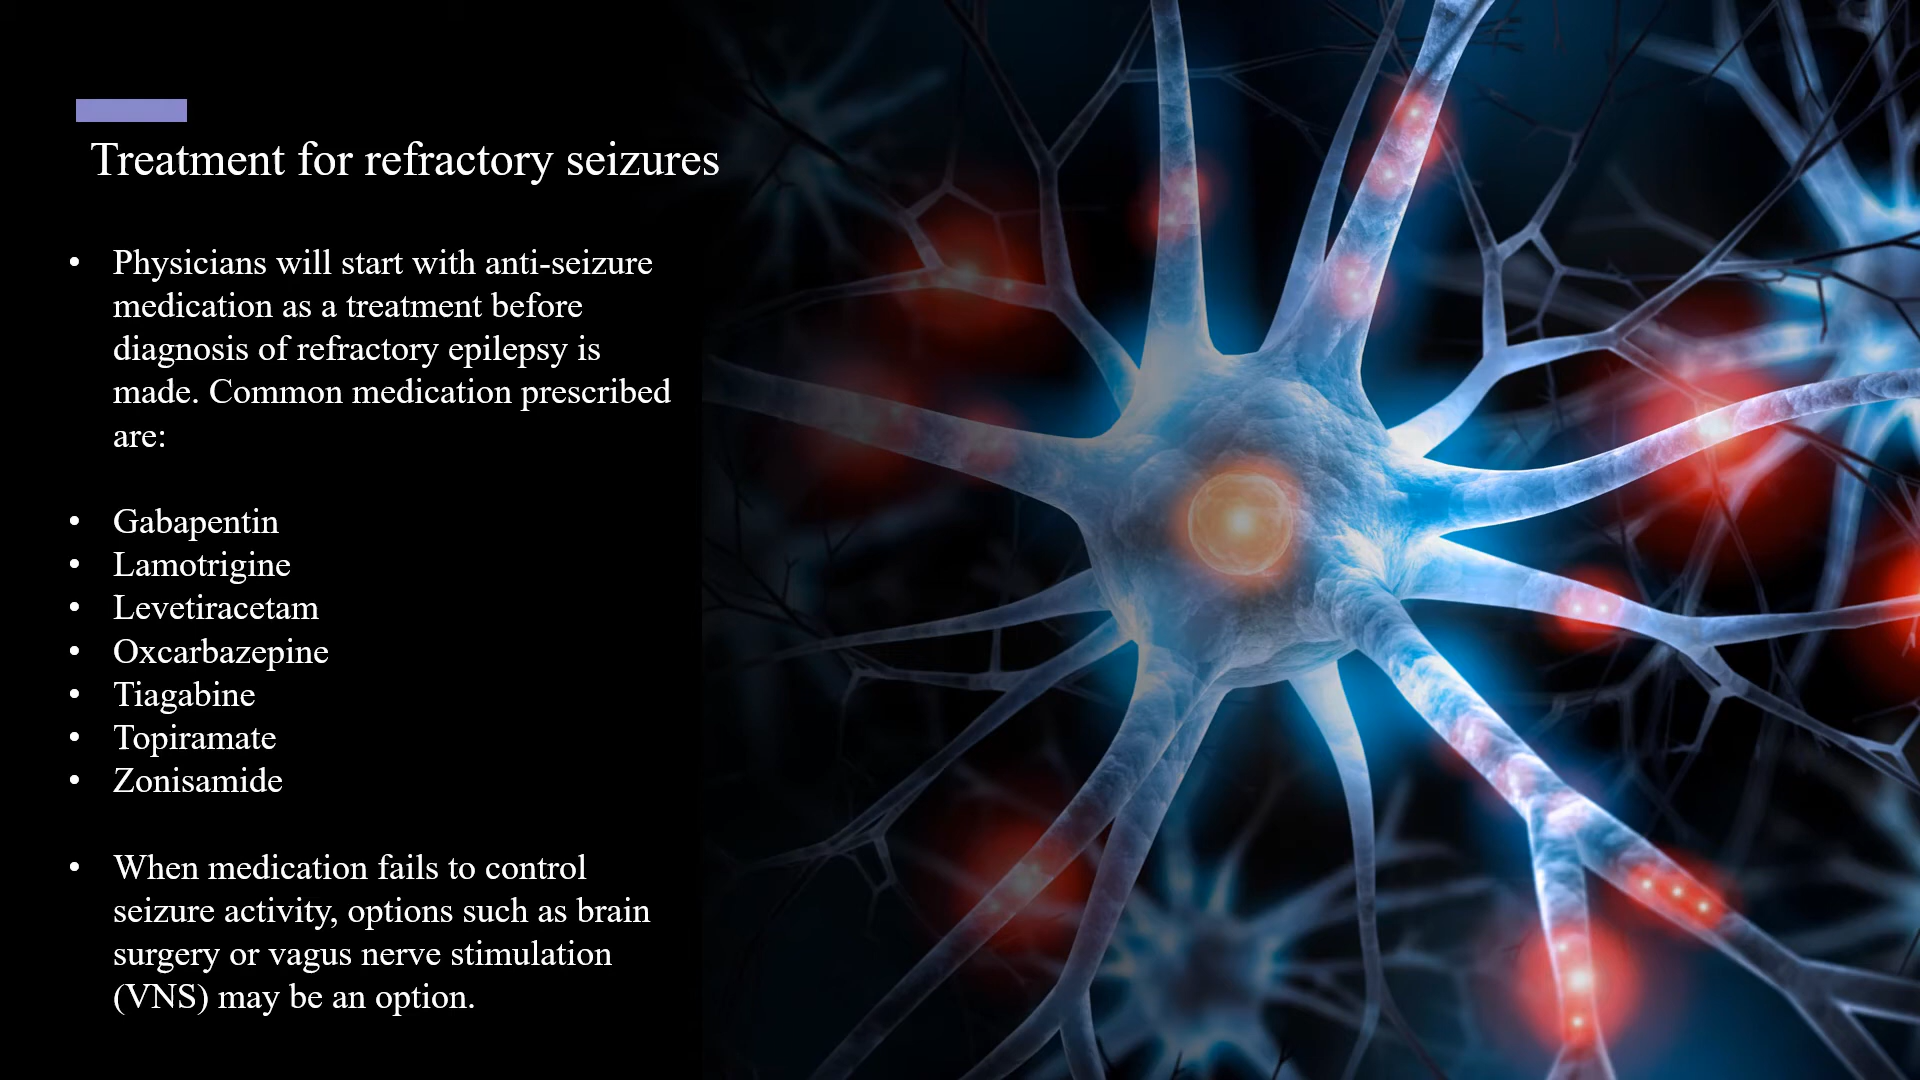 Treatment for refractory seizures
• Physicians will start with anti-seizure
medication as a treatment before
diagnosis of refractory epilepsy is
made. Common medication prescribed
are:
• Gabapentin
• Lamotrigine
• Levetiracetam
• Oxcarbazepine
• Tiagabine
• Topiramate
• Zonisamide
• When medication fails to control
seizure activity, options such as brain
surgery or vagus nerve stimulation
(VNS) may be an option.